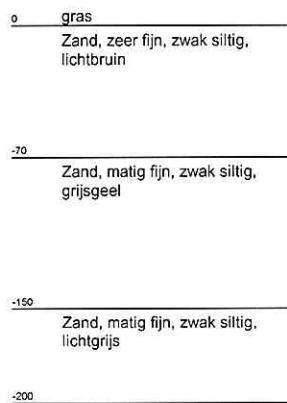 0 gras
Zand, zeer fijn, zwak siltig,
lichtbruin
-70
Zand, matig fijn, zwak siltig,
grijsgeel
-150
Zand, matig fijn, zwak siltig,
lichtgrijs
-200